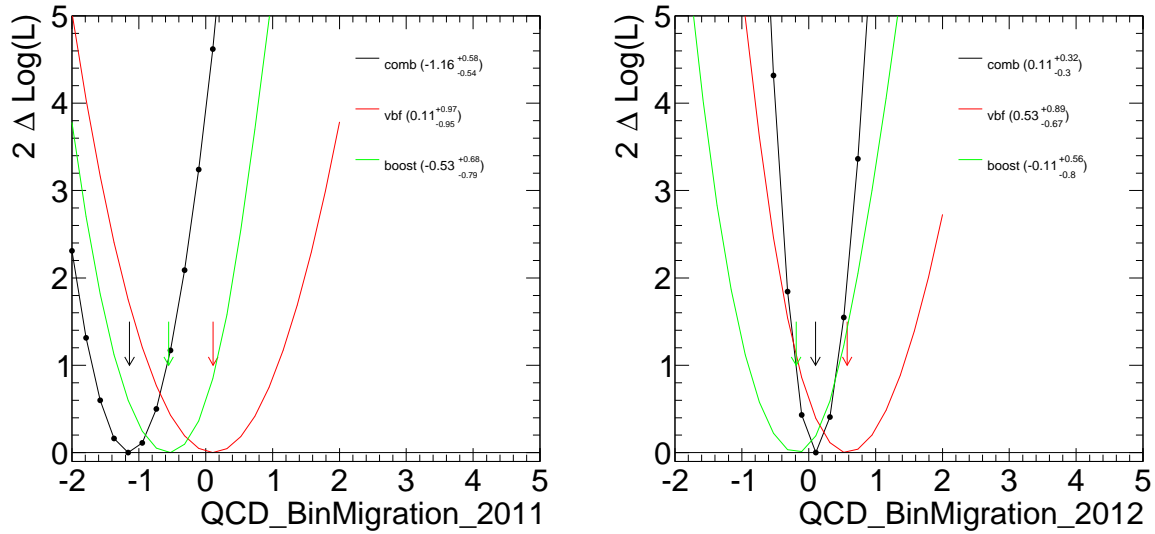 2 Δ Log(L)
5
4
3
2
1
0
-2 -1 0 1 2 3 4 5
QCD_BinMigration_2011
comb (-1.16 +0.58 -0.54)
vbf (0.11 +0.97 -0.95)
boost (-0.53 +0.68 -0.79)
2 Δ Log(L)
5
4
3
2
1
0
-2 -1 0 1 2 3 4 5
QCD_BinMigration_2012
comb (0.11 +0.32 -0.3)
vbf (0.53 +0.89 -0.67)
boost (-0.11 +0.56 -0.8)